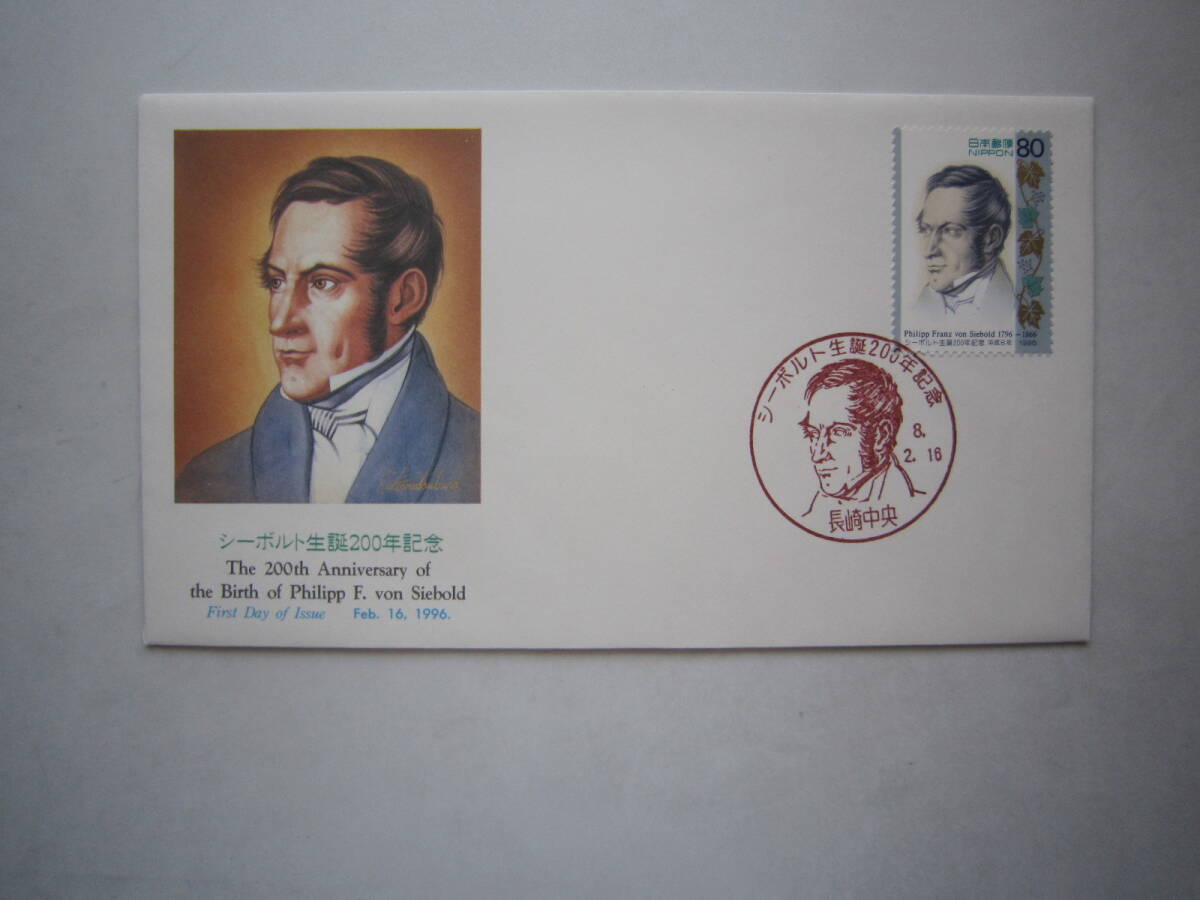 シーボルト生誕200年記念
The 200th Anniversary of
the Birth of Philipp F. von Siebold
First Day of Issue Feb. 16, 1996.
日本郵便 80
NIPPON
Philipp Franz von Siebold 1796-1866
シーボルト生誕200年記念 平成8年 1996
シーボルト生誕200年記念
8.
2.16
長崎中央